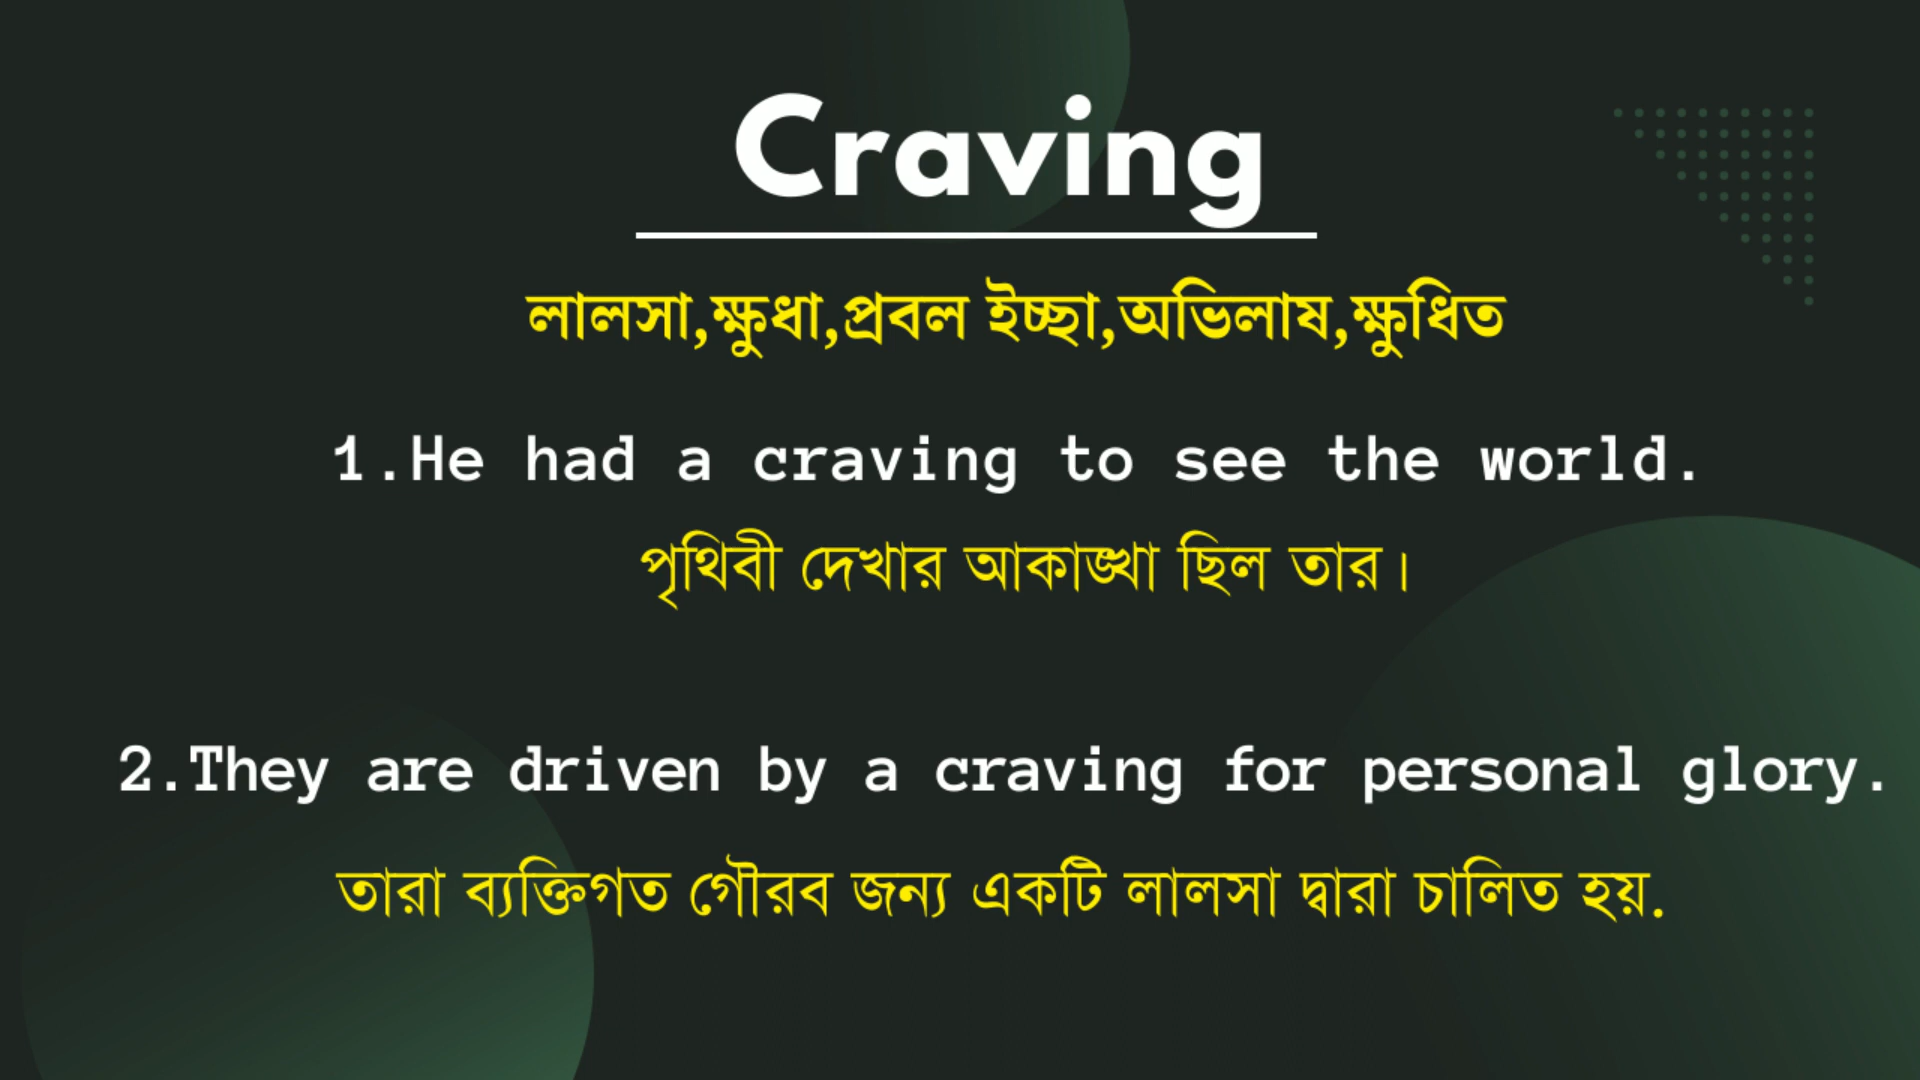 Craving
লালসা,ক্ষুধা,প্রবল ইচ্ছা,অভিলাষ,ক্ষুধিত
1.He had a craving to see the world.
পৃথিবী দেখার আকাঙ্খা ছিল তার।
2.They are driven by a craving for personal glory.
তারা ব্যক্তিগত গৌরব জন্য একটি লালসা দ্বারা চালিত হয়.